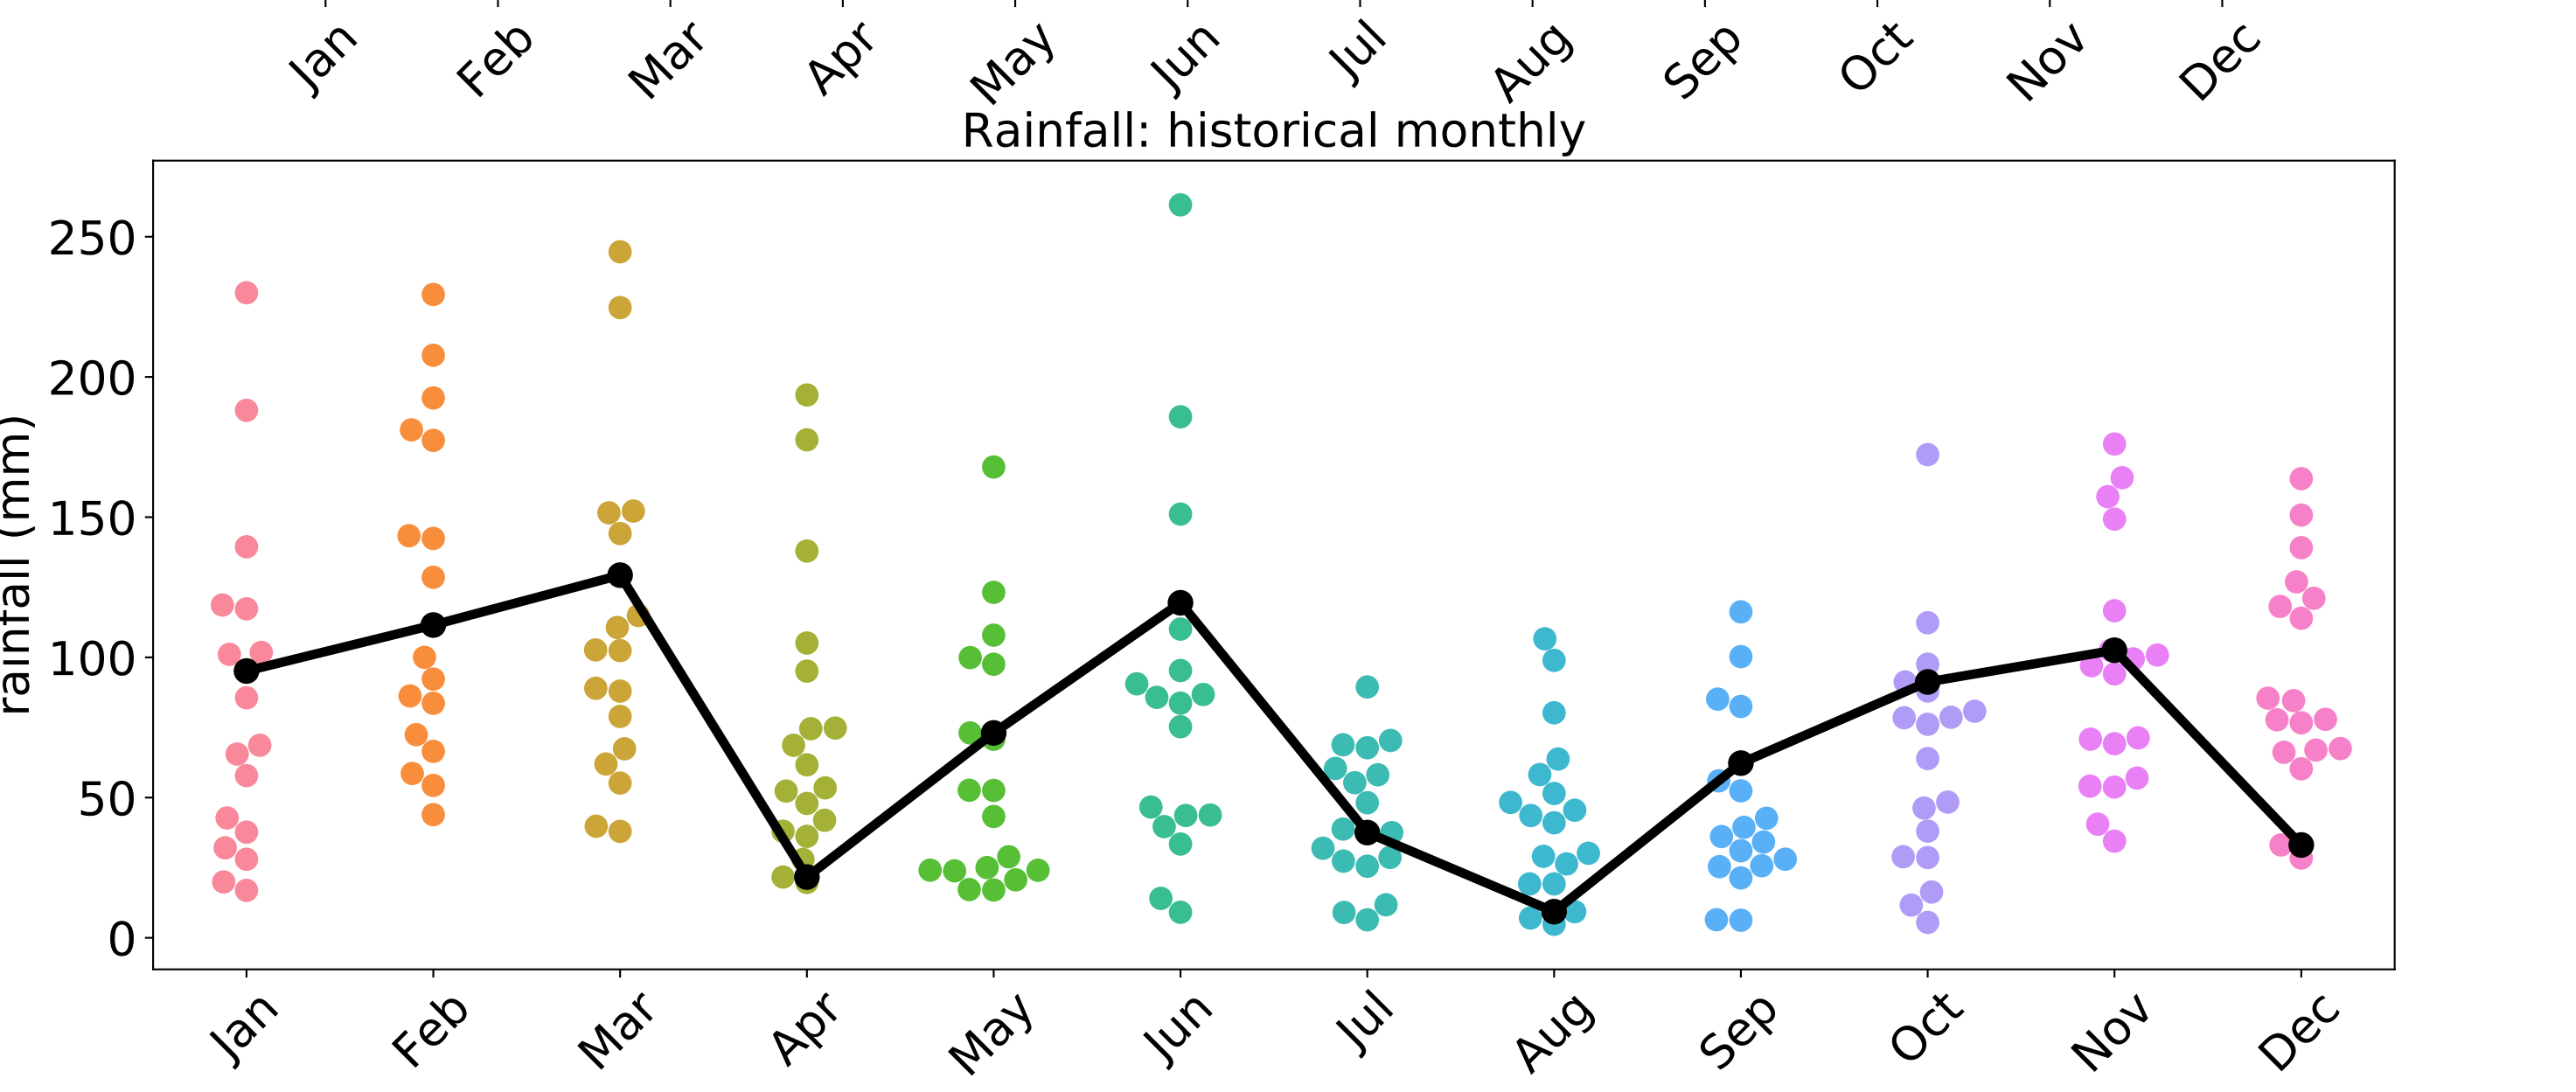 Jan Feb Mar Apr May Jun Jul Aug Sep Oct Nov Dec
Rainfall: historical monthly
rainfall (mm)
250
200
150
100
50
0
Jan Feb Mar Apr May Jun Jul Aug Sep Oct Nov Dec